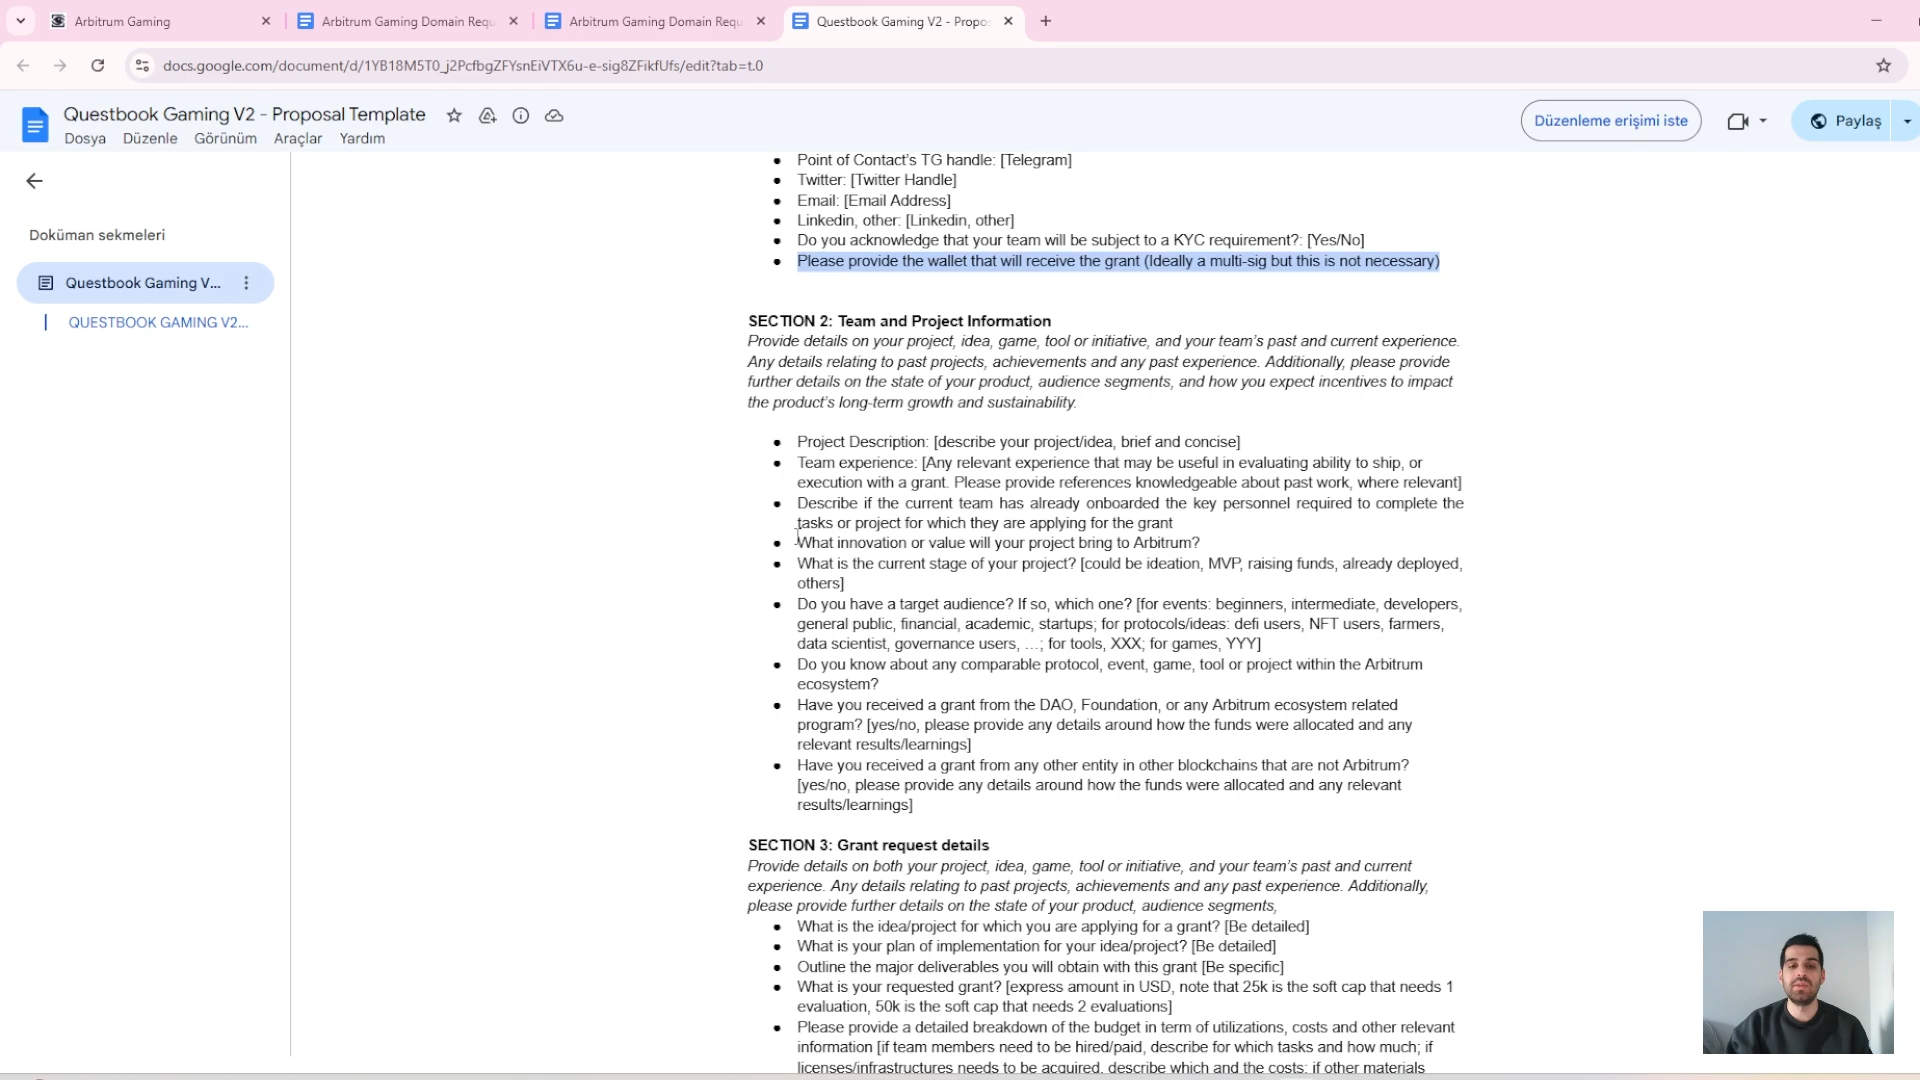 Arbitrum Gaming
Arbitrum Gaming Domain Requ
Arbitrum Gaming Domain Requ
Questbook Gaming V2 - Propos
docs.google.com/document/d/1YB18M5T0_j2PcfbgZFYsnEiVTX6u-e-sig8ZFikfUfs/edit?tab=t.0
Questbook Gaming V2 - Proposal Template
Dosya Düzenle Görünüm Araçlar Yardım
Düzenleme erişimi iste
Paylaş
Doküman sekmeleri
Questbook Gaming V...
QUESTBOOK GAMING V2...
• Point of Contact's TG handle: [Telegram]
• Twitter: [Twitter Handle]
• Email: [Email Address]
• Linkedin, other: [Linkedin, other]
• Do you acknowledge that your team will be subject to a KYC requirement?: [Yes/No]
• Please provide the wallet that will receive the grant (Ideally a multi-sig but this is not necessary)
SECTION 2: Team and Project Information
Provide details on your project, idea, game, tool or initiative, and your team's past and current experience.
Any details relating to past projects, achievements and any past experience. Additionally, please provide
further details on the state of your product, audience segments, and how you expect incentives to impact
the product's long-term growth and sustainability.
• Project Description: [describe your project/idea, brief and concise]
• Team experience: [Any relevant experience that may be useful in evaluating ability to ship, or
execution with a grant. Please provide references knowledgeable about past work, where relevant]
• Describe if the current team has already onboarded the key personnel required to complete the
tasks or project for which they are applying for the grant
• What innovation or value will your project bring to Arbitrum?
• What is the current stage of your project? [could be ideation, MVP, raising funds, already deployed,
others]
• Do you have a target audience? If so, which one? [for events: beginners, intermediate, developers,
general public, financial, academic, startups; for protocols/ideas: defi users, NFT users, farmers,
data scientist, governance users, …; for tools, XXX; for games, YYY]
• Do you know about any comparable protocol, event, game, tool or project within the Arbitrum
ecosystem?
• Have you received a grant from the DAO, Foundation, or any Arbitrum ecosystem related
program? [yes/no, please provide any details around how the funds were allocated and any
relevant results/learnings]
• Have you received a grant from any other entity in other blockchains that are not Arbitrum?
[yes/no, please provide any details around how the funds were allocated and any relevant
results/learnings]
SECTION 3: Grant request details
Provide details on both your project, idea, game, tool or initiative, and your team's past and current
experience. Any details relating to past projects, achievements and any past experience. Additionally,
please provide further details on the state of your product, audience segments,
• What is the idea/project for which you are applying for a grant? [Be detailed]
• What is your plan of implementation for your idea/project? [Be detailed]
• Outline the major deliverables you will obtain with this grant [Be specific]
• What is your requested grant? [express amount in USD, note that 25k is the soft cap that needs 1
evaluation, 50k is the soft cap that needs 2 evaluations]
• Please provide a detailed breakdown of the budget in term of utilizations, costs and other relevant
information [if team members need to be hired/paid, describe for which tasks and how much; if
licenses/infrastructures needs to be acquired, describe which and the costs; if other materials